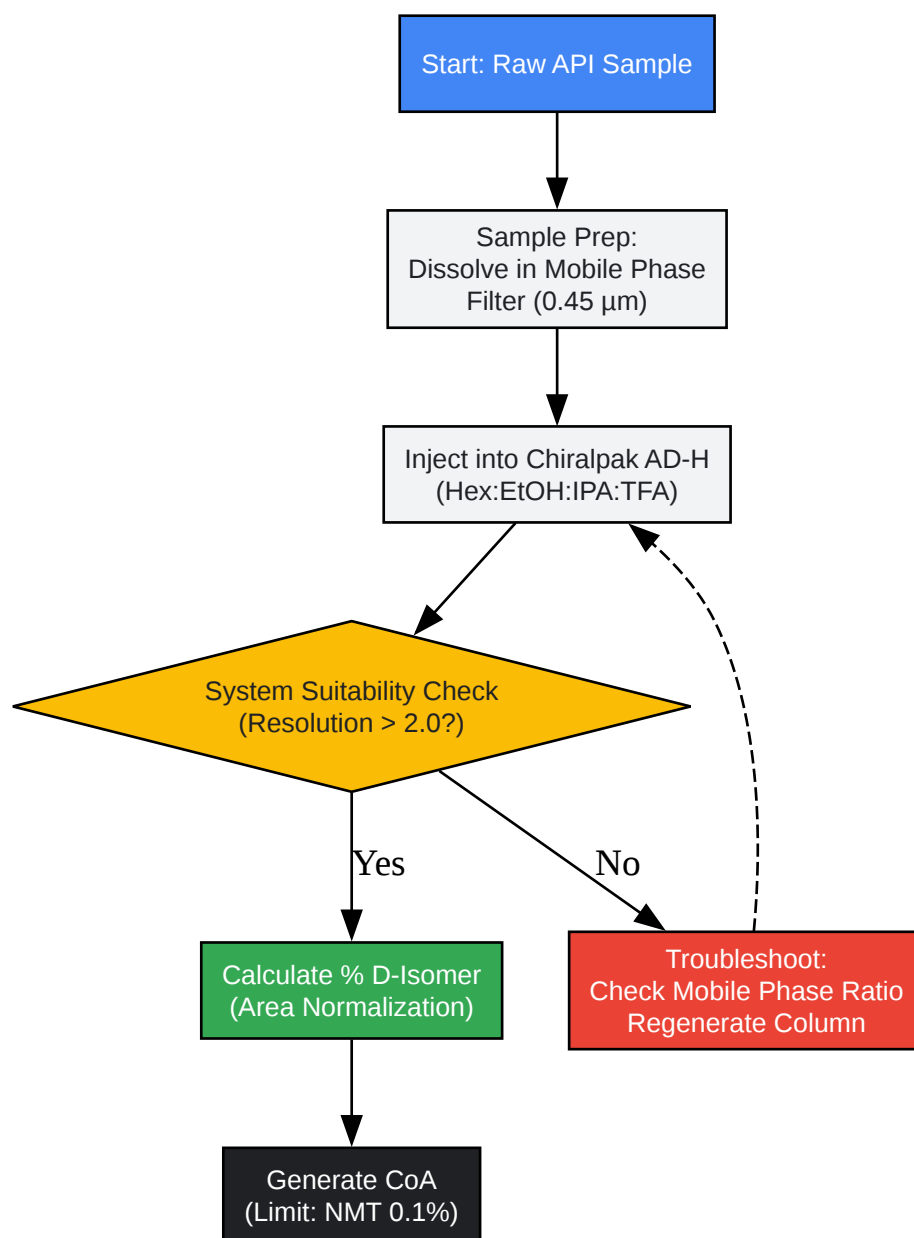 Start: Raw API Sample
Sample Prep:
Dissolve in Mobile Phase
Filter (0.45 µm)
Inject into Chiralpak AD-H
(Hex:EtOH:IPA:TFA)
System Suitability Check
(Resolution > 2.0?)
Yes
No
Calculate % D-Isomer
(Area Normalization)
Troubleshoot:
Check Mobile Phase Ratio
Regenerate Column
Generate CoA
(Limit: NMT 0.1%)